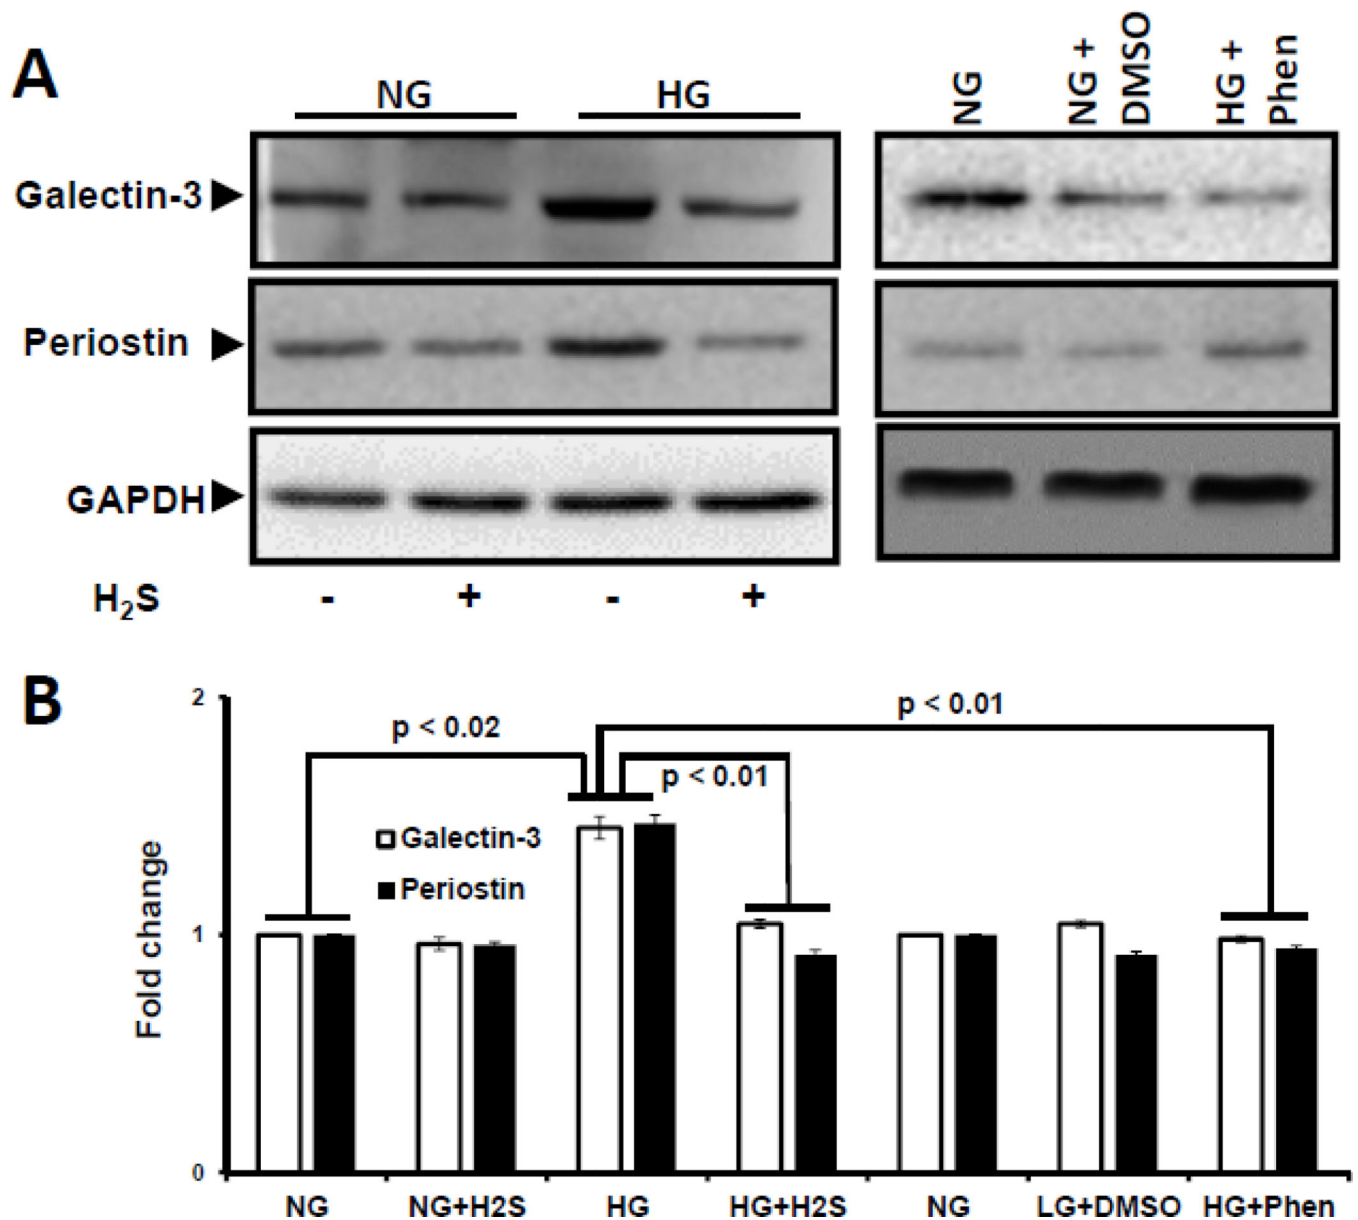 A
NG
HG
NG
NG +
DMSO
HG +
Phen
Galectin-3
Periostin
GAPDH
H₂S - + - +
B
2
p < 0.02
p < 0.01
p < 0.01
Galectin-3
Periostin
Fold change
1
0
NG NG+H2S HG HG+H2S NG LG+DMSO HG+Phen